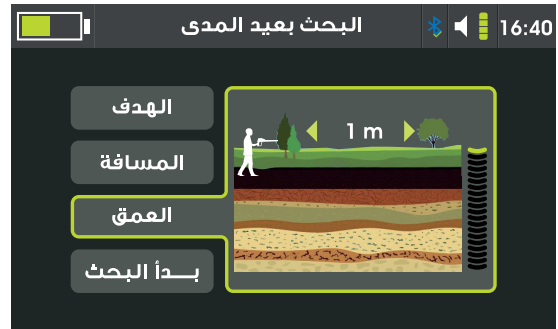 البحث بعيد المدى
16:40
الهدف
1 m
المسافة
العمق
بـــدأ البحث